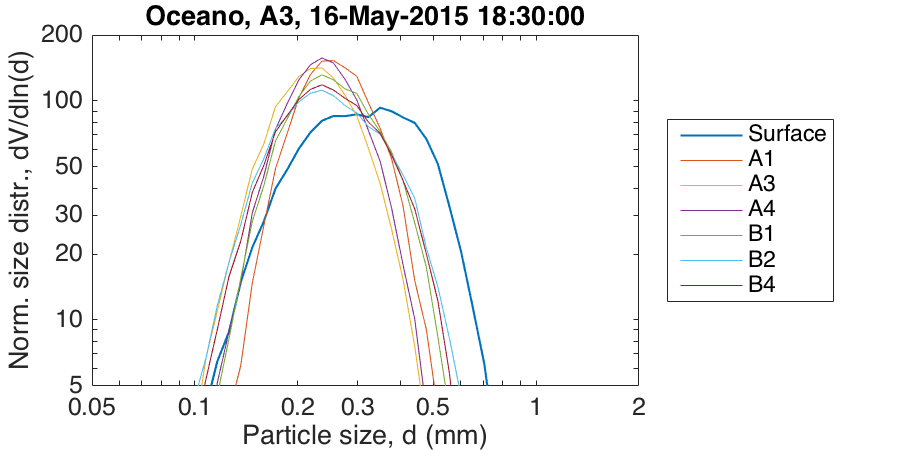 Oceano, A3, 16-May-2015 18:30:00
Norm. size distr., dV/dln(d)
200
100
50
30
20
10
5
0.05 0.1 0.2 0.3 0.5 1 2
Particle size, d (mm)
Surface
A1
A3
A4
B1
B2
B4